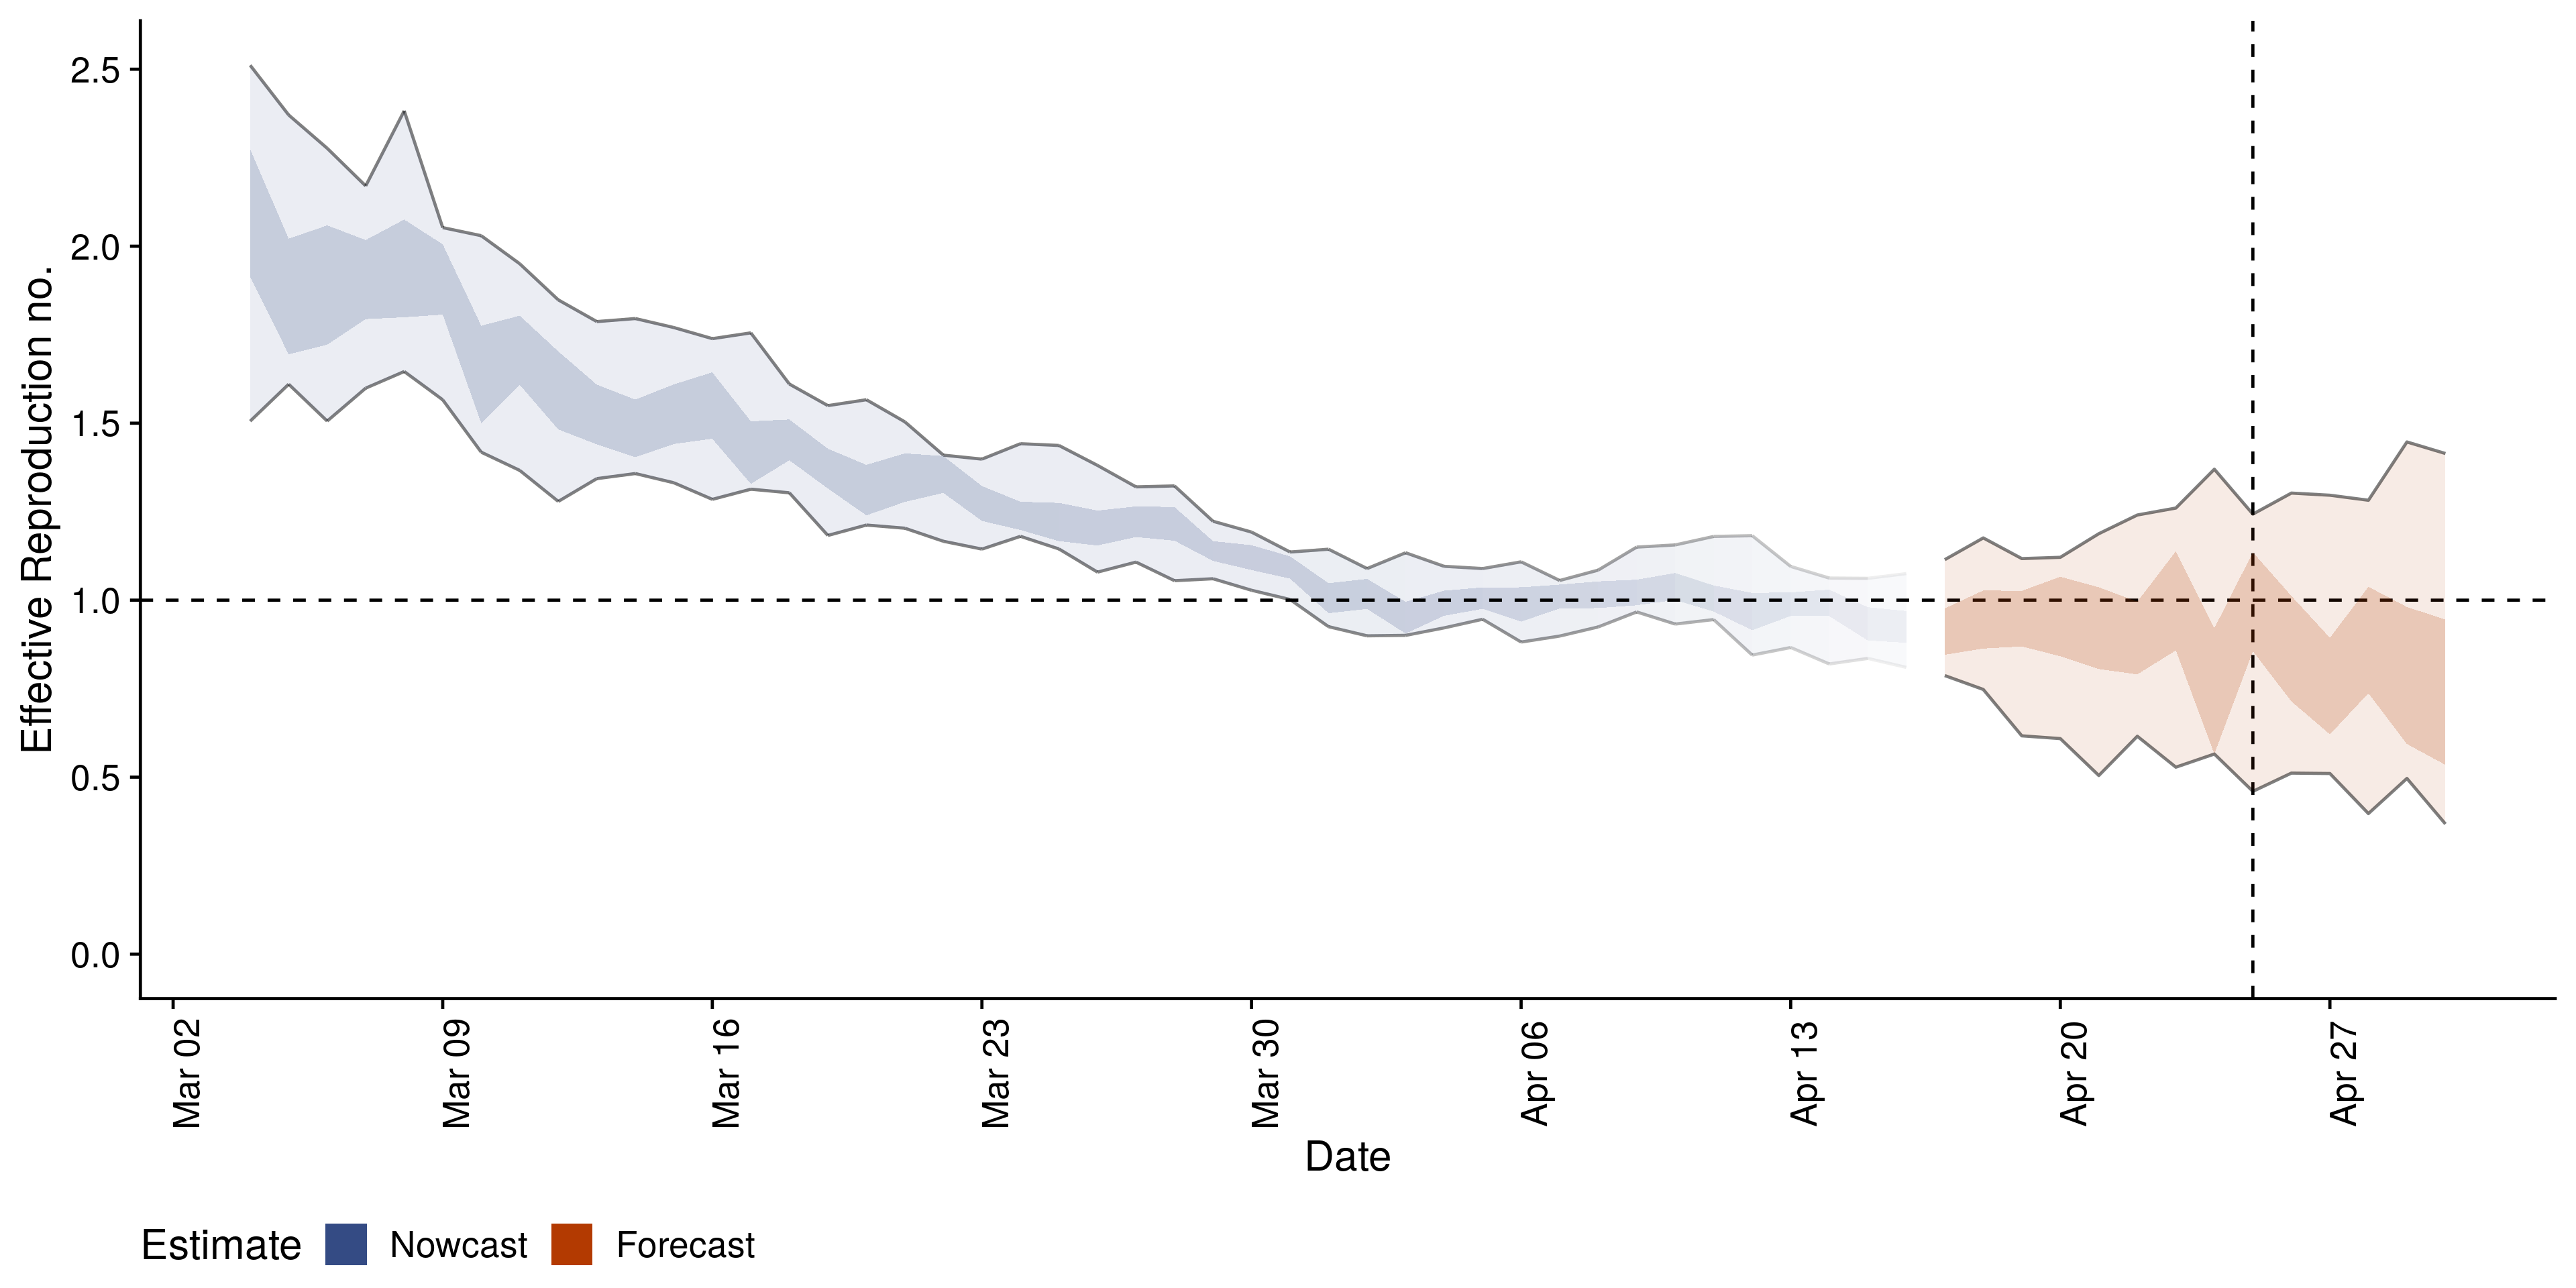 Effective Reproduction no.
2.5
2.0
1.5
1.0
0.5
0.0
Mar 02
Mar 09
Mar 16
Mar 23
Mar 30
Apr 06
Apr 13
Apr 20
Apr 27
Date
Estimate Nowcast Forecast